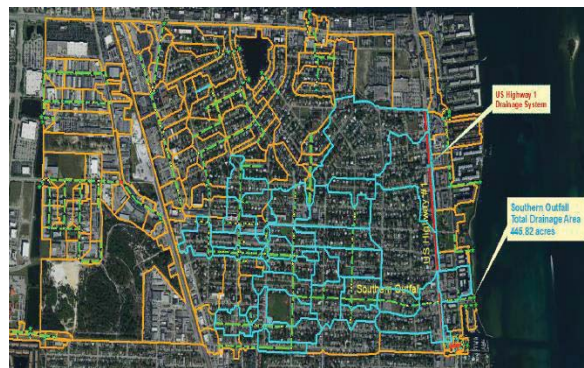 US Highway 1
Drainage System
Southern Outfall
Total Drainage Area
446.82 acres
US Highway 1
Southern Outfall